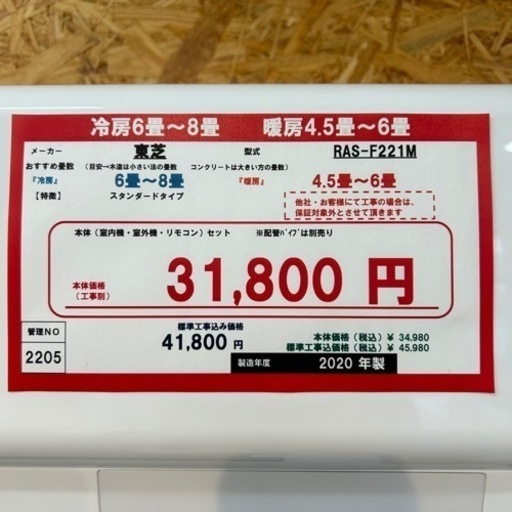 冷房6畳～8畳 暖房4.5畳～6畳
メーカー 東芝 型式 RAS-F221M
おすすめ畳数 (目安→木造は小さい法の畳数 コンクリートは大きい方の畳数)
『冷房』 6畳～8畳 『暖房』 4.5畳～6畳
【特徴】 スタンダードタイプ
他社・お客様にて工事の場合は、
保証対象外とさせて頂きます
本体(室内機・室外機・リモコン)セット ※配管ﾊﾟｲﾌﾟは別売り
本体価格
(工事別)
31,800 円
管理NO
2205
標準工事込み価格
41,800 円
本体価格(税込) ¥ 34.980
標準工事込価格(税込) ¥ 45.980
製造年度 2020 年製